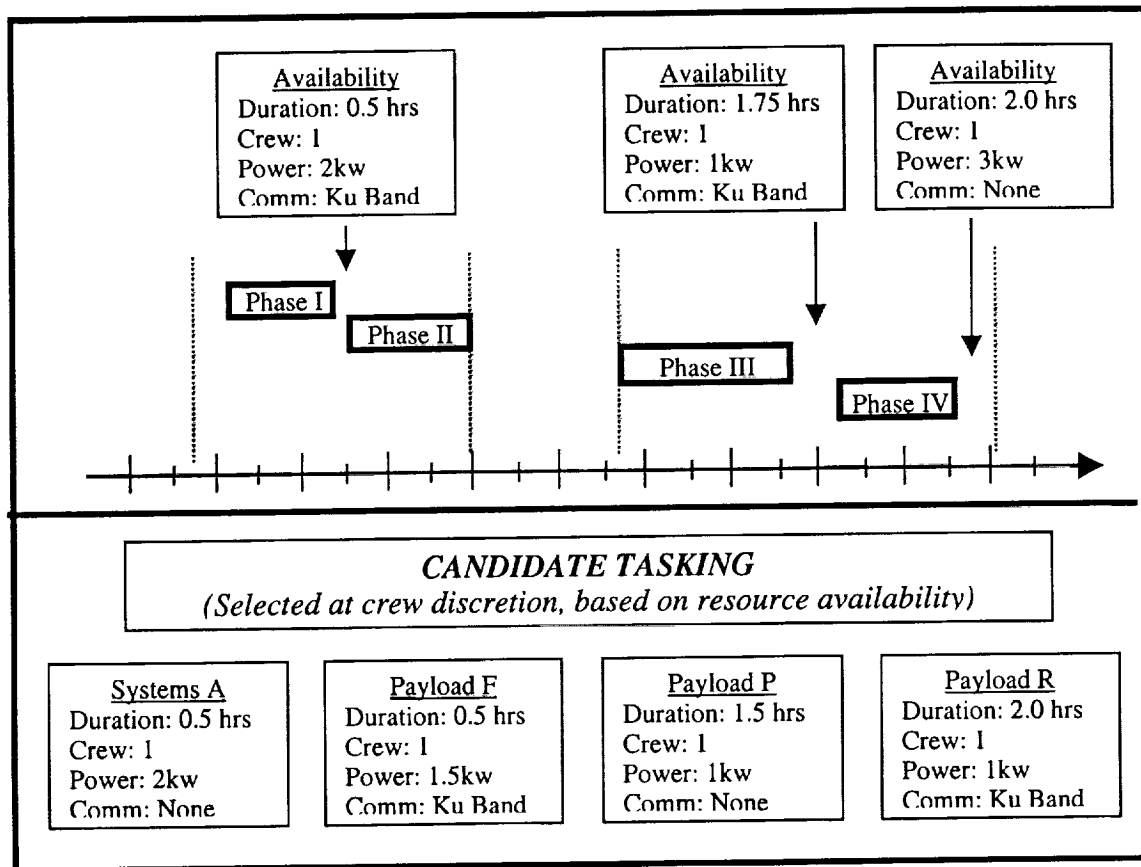 Availability
Duration: 0.5 hrs
Crew: 1
Power: 2kw
Comm: Ku Band
Availability
Duration: 1.75 hrs
Crew: 1
Power: 1kw
Comm: Ku Band
Availability
Duration: 2.0 hrs
Crew: 1
Power: 3kw
Comm: None
Phase I
Phase II
Phase III
Phase IV
CANDIDATE TASKING
(Selected at crew discretion, based on resource availability)
Systems A
Duration: 0.5 hrs
Crew: 1
Power: 2kw
Comm: None
Payload F
Duration: 0.5 hrs
Crew: 1
Power: 1.5kw
Comm: Ku Band
Payload P
Duration: 1.5 hrs
Crew: 1
Power: 1kw
Comm: None
Payload R
Duration: 2.0 hrs
Crew: 1
Power: 1kw
Comm: Ku Band